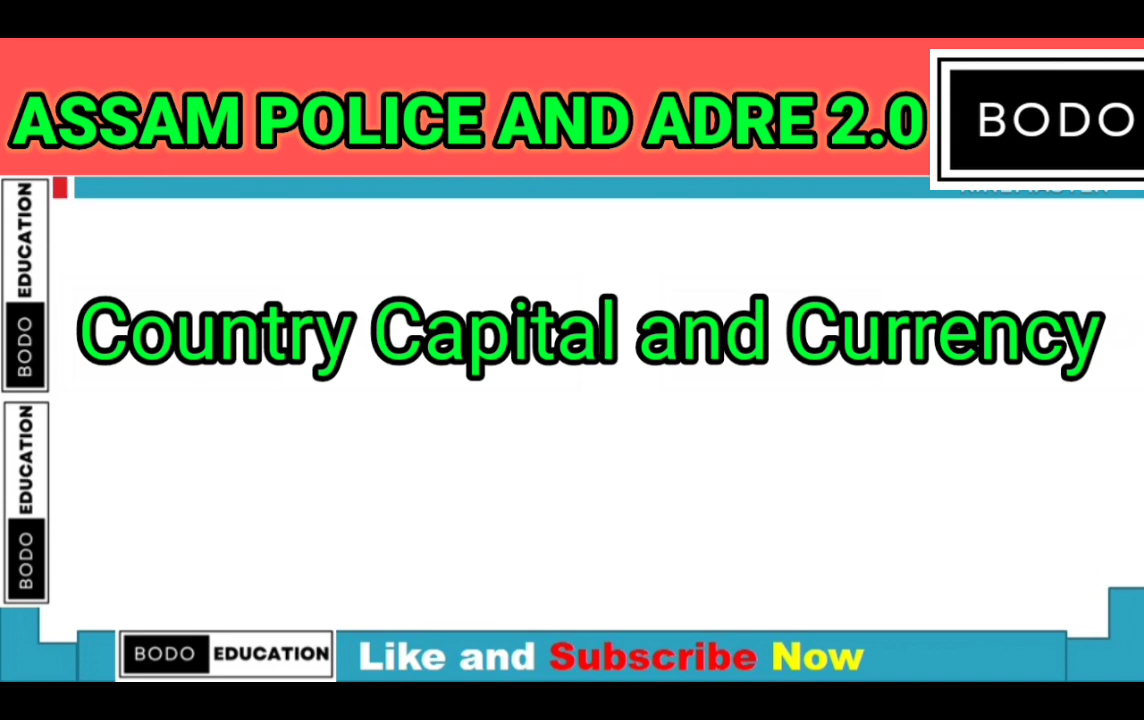 ASSAM POLICE AND ADRE 2.0
BODO
BODO EDUCATION
Country Capital and Currency
BODO EDUCATION
BODO EDUCATION
Like and Subscribe Now